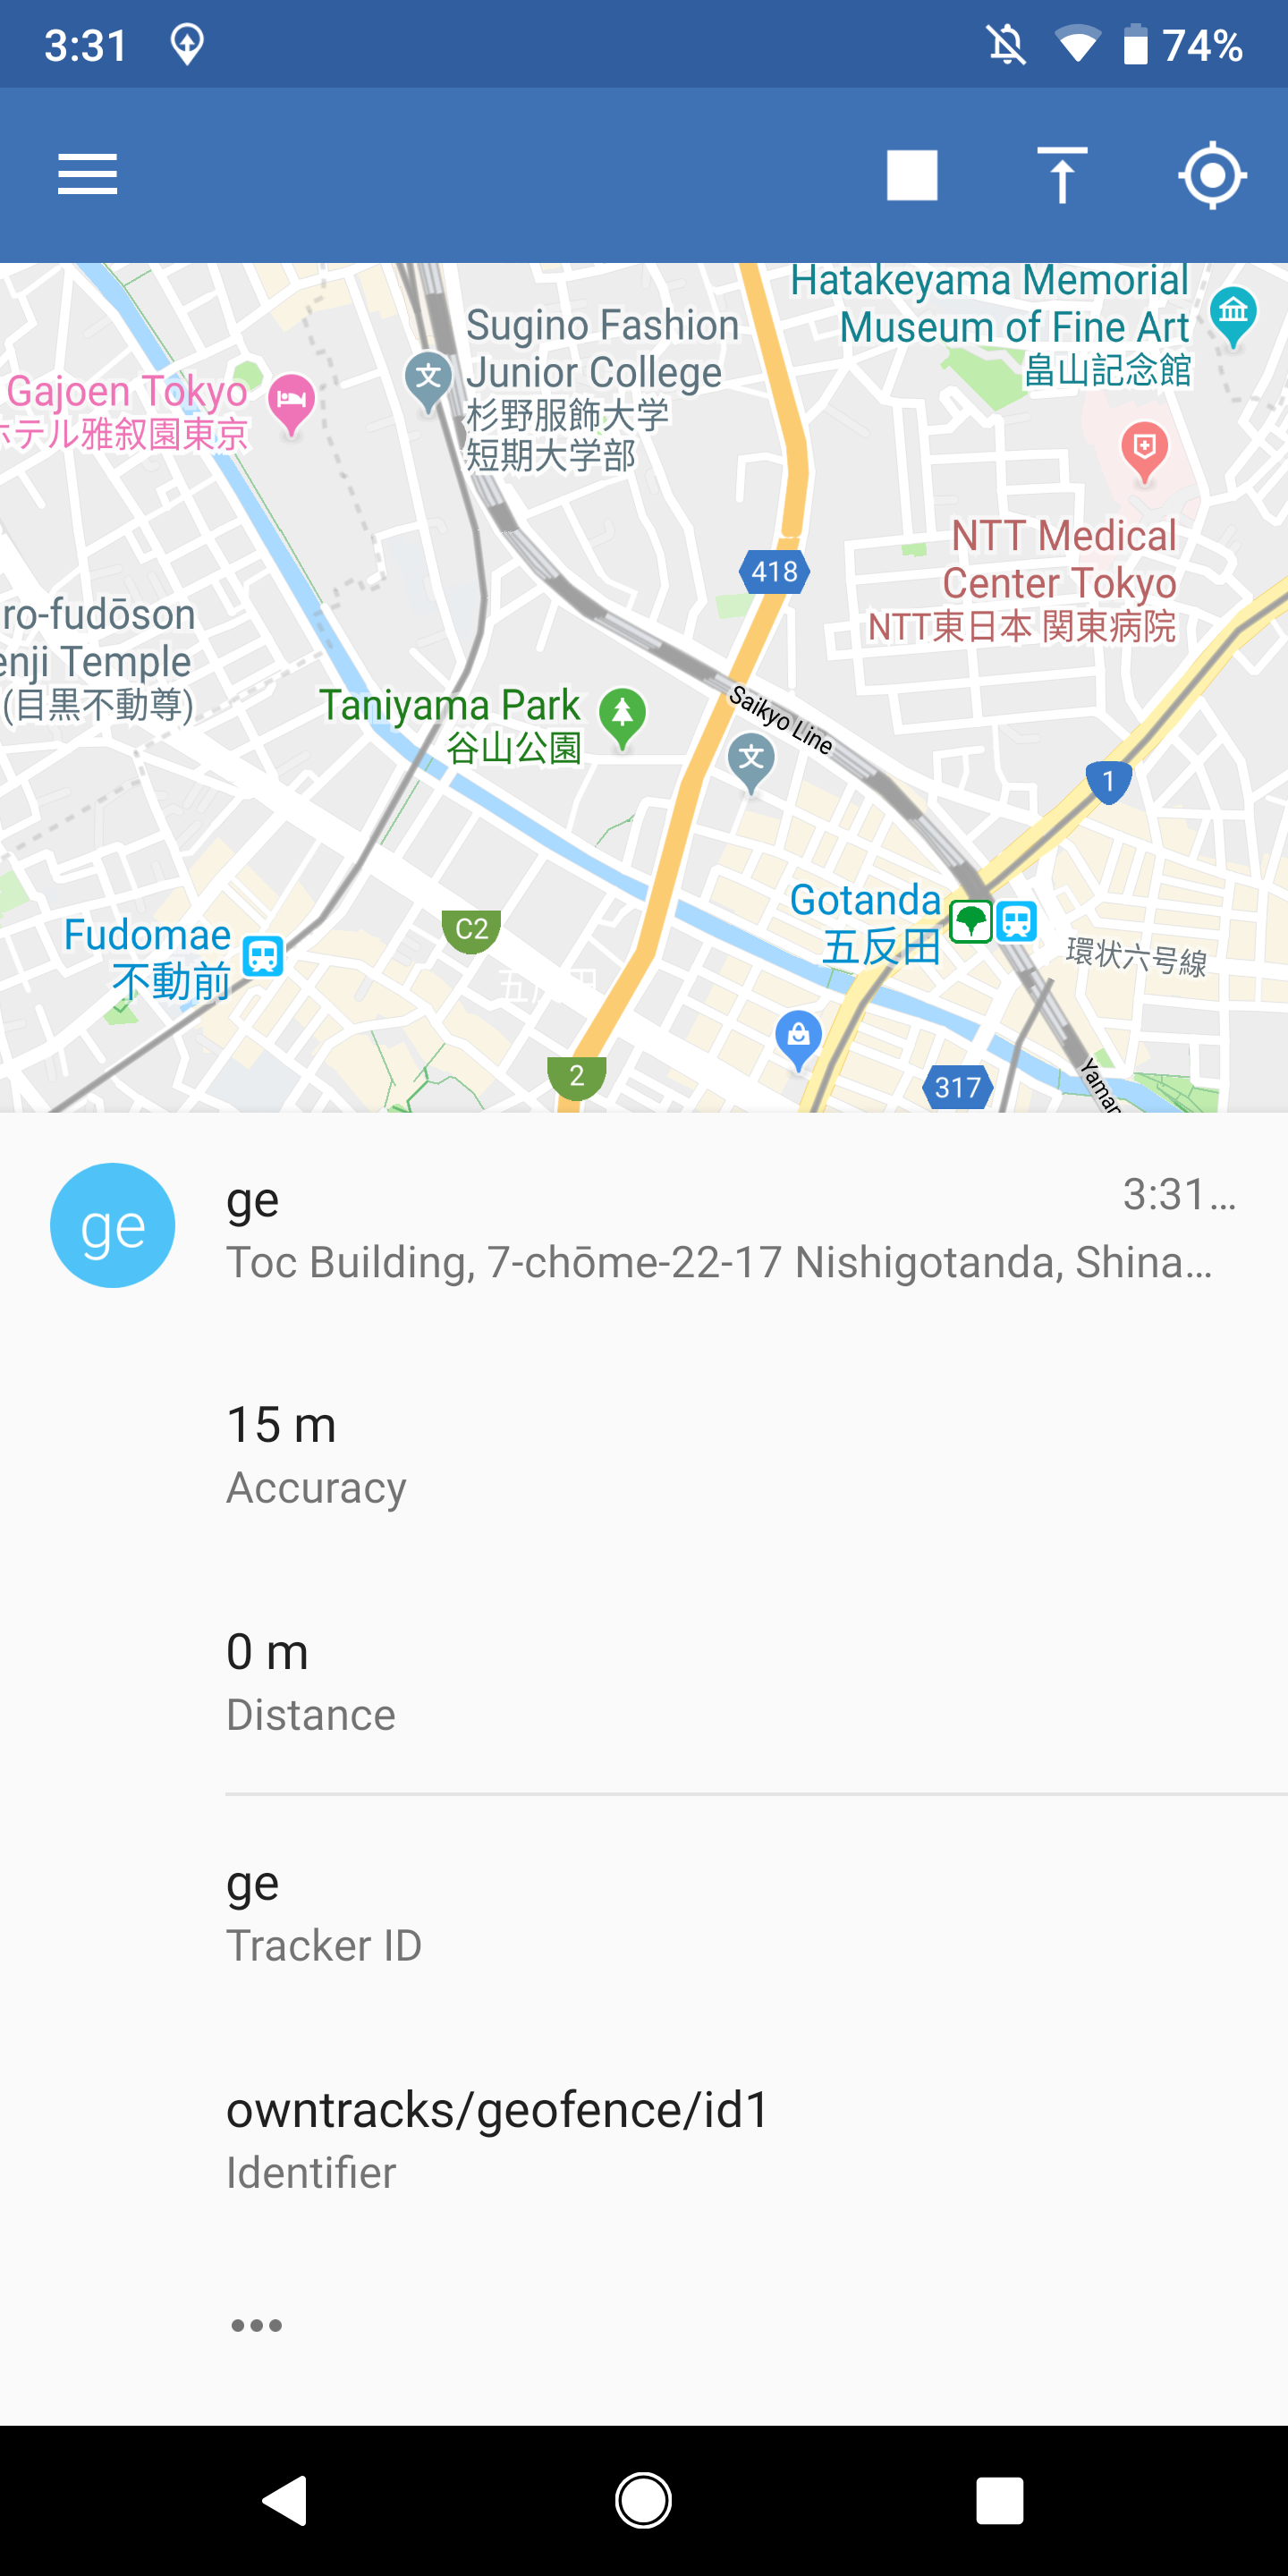 3:31
74%
Hatakeyama Memorial
Museum of Fine Art
畠山記念館
Sugino Fashion
Junior College
杉野服飾大学
短期大学部
Gajoen Tokyo
ホテル雅叙園東京
NTT Medical
Center Tokyo
NTT東日本 関東病院
418
ro-fudōson
enji Temple
(目黒不動尊)
Taniyama Park
谷山公園
Saikyo Line
文
文
1
Gotanda
五反田
環状六号線
C2
Fudomae
不動前
2
317
Yaman
ge
ge
3:31...
Toc Building, 7-chōme-22-17 Nishigotanda, Shina...
15 m
Accuracy
0 m
Distance
ge
Tracker ID
owntracks/geofence/id1
Identifier